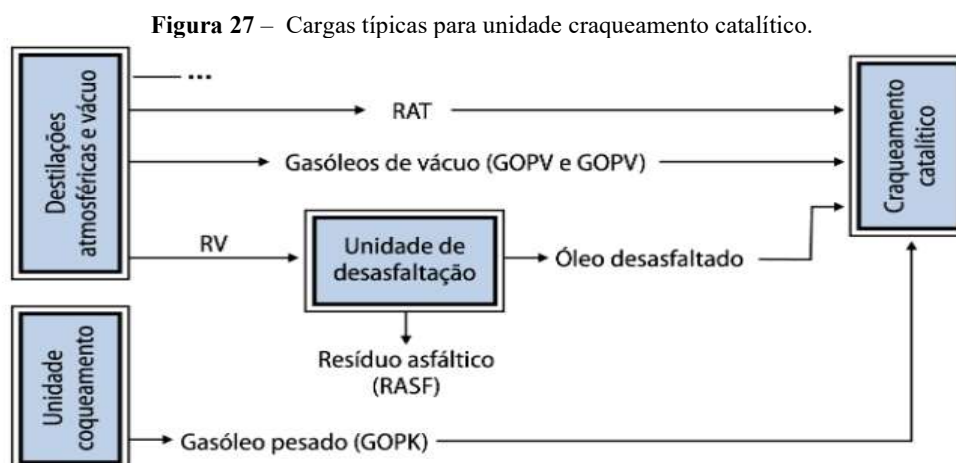 Figura 27 – Cargas típicas para unidade craqueamento catalítico.
Destilações
atmosféricas e vácuo
...
RAT
Gasóleos de vácuo (GOPV e GOPV)
Craqueamento
catalítico
RV
Unidade de
desasfaltação
Óleo desasfaltado
Resíduo asfáltico
(RASF)
Unidade
coqueamento
Gasóleo pesado (GOPK)